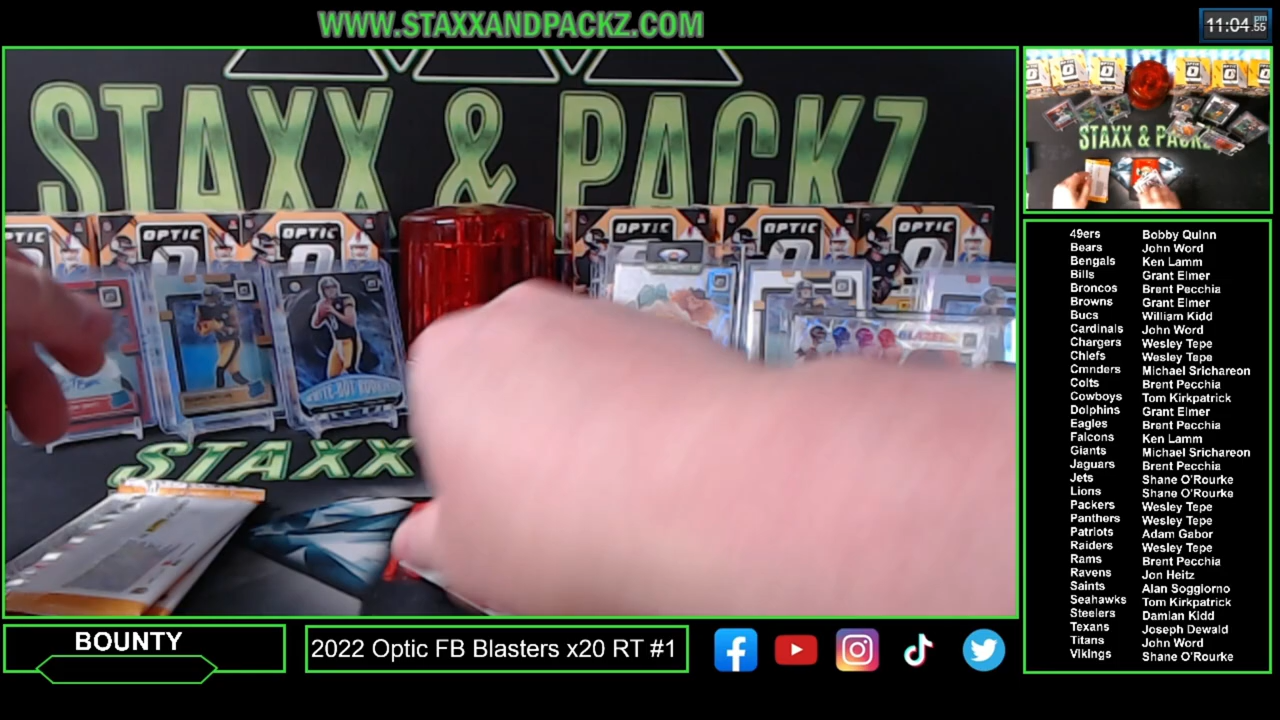 WWW.STAXXANDPACKZ.COM
11:04 pm .55
STAXX & PACKZ
OPTIC
OPTIC
OPTIC
OPTIC
OPTIC
OPTIC
STAXX
STAXX & PACKZ
49ers Bobby Quinn
Bears John Word
Bengals Ken Lamm
Bills Grant Elmer
Broncos Brent Pecchia
Browns Grant Elmer
Bucs William Kidd
Cardinals John Word
Chargers Wesley Tepe
Chiefs Wesley Tepe
Cmnders Michael Srichareon
Colts Brent Pecchia
Cowboys Tom Kirkpatrick
Dolphins Grant Elmer
Eagles Brent Pecchia
Falcons Ken Lamm
Giants Michael Srichareon
Jaguars Brent Pecchia
Jets Shane O'Rourke
Lions Shane O'Rourke
Packers Wesley Tepe
Panthers Wesley Tepe
Patriots Adam Gabor
Raiders Wesley Tepe
Rams Brent Pecchia
Ravens Jon Heitz
Saints Alan Soggiorno
Seahawks Tom Kirkpatrick
Steelers Damian Kidd
Texans Joseph Dewald
Titans John Word
Vikings Shane O'Rourke
BOUNTY
2022 Optic FB Blasters x20 RT #1